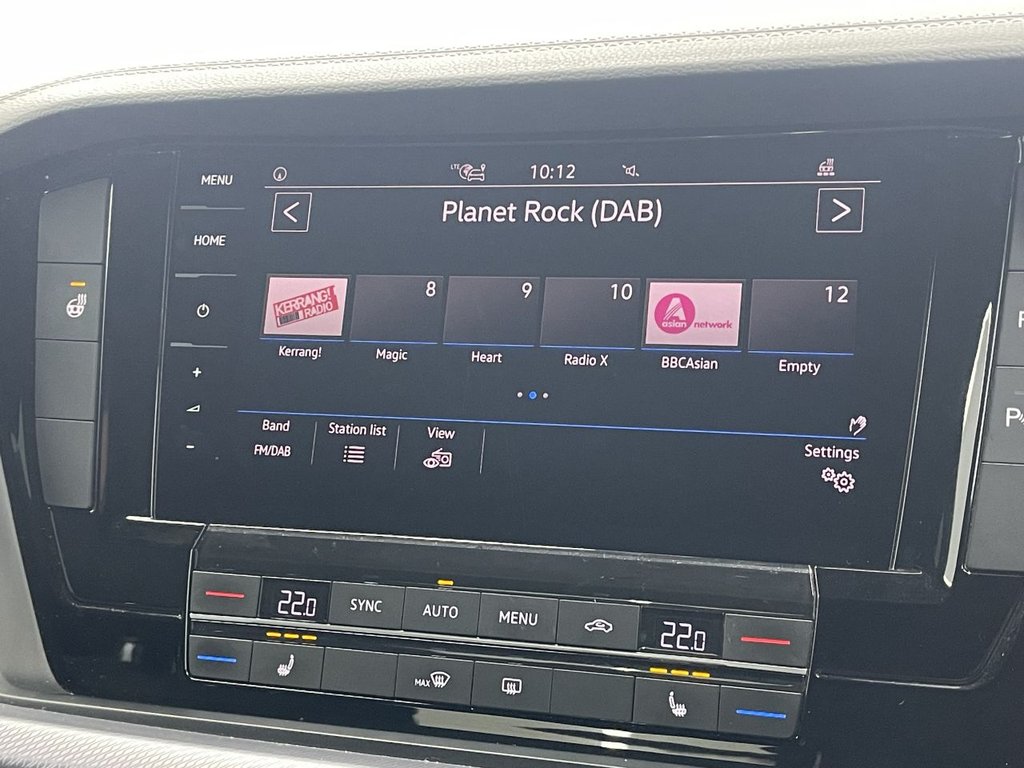 MENU
LTE 10:12
Planet Rock (DAB)
HOME
KERRANG!
RADIO
8
9
10
asian network
12
Kerrang!
Magic
Heart
Radio X
BBCAsian
Empty
+
-
Band
Station list
View
FM/DAB
Settings
P
22.0
SYNC
AUTO
MENU
22.0
MAX